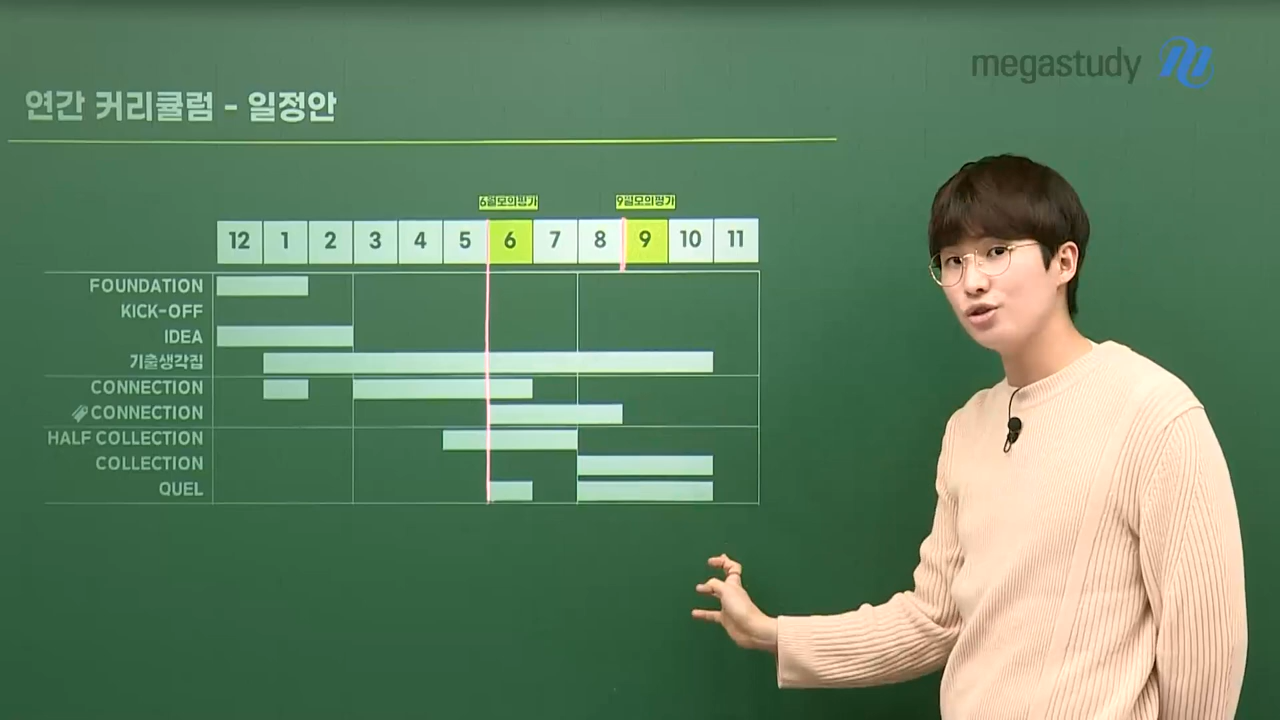 megastudy
연간 커리큘럼 - 일정안
6월모의평가 9월모의평가
12 1 2 3 4 5 6 7 8 9 10 11
FOUNDATION
KICK-OFF
IDEA
기출생각집
CONNECTION
CONNECTION
HALF COLLECTION
COLLECTION
QUEL